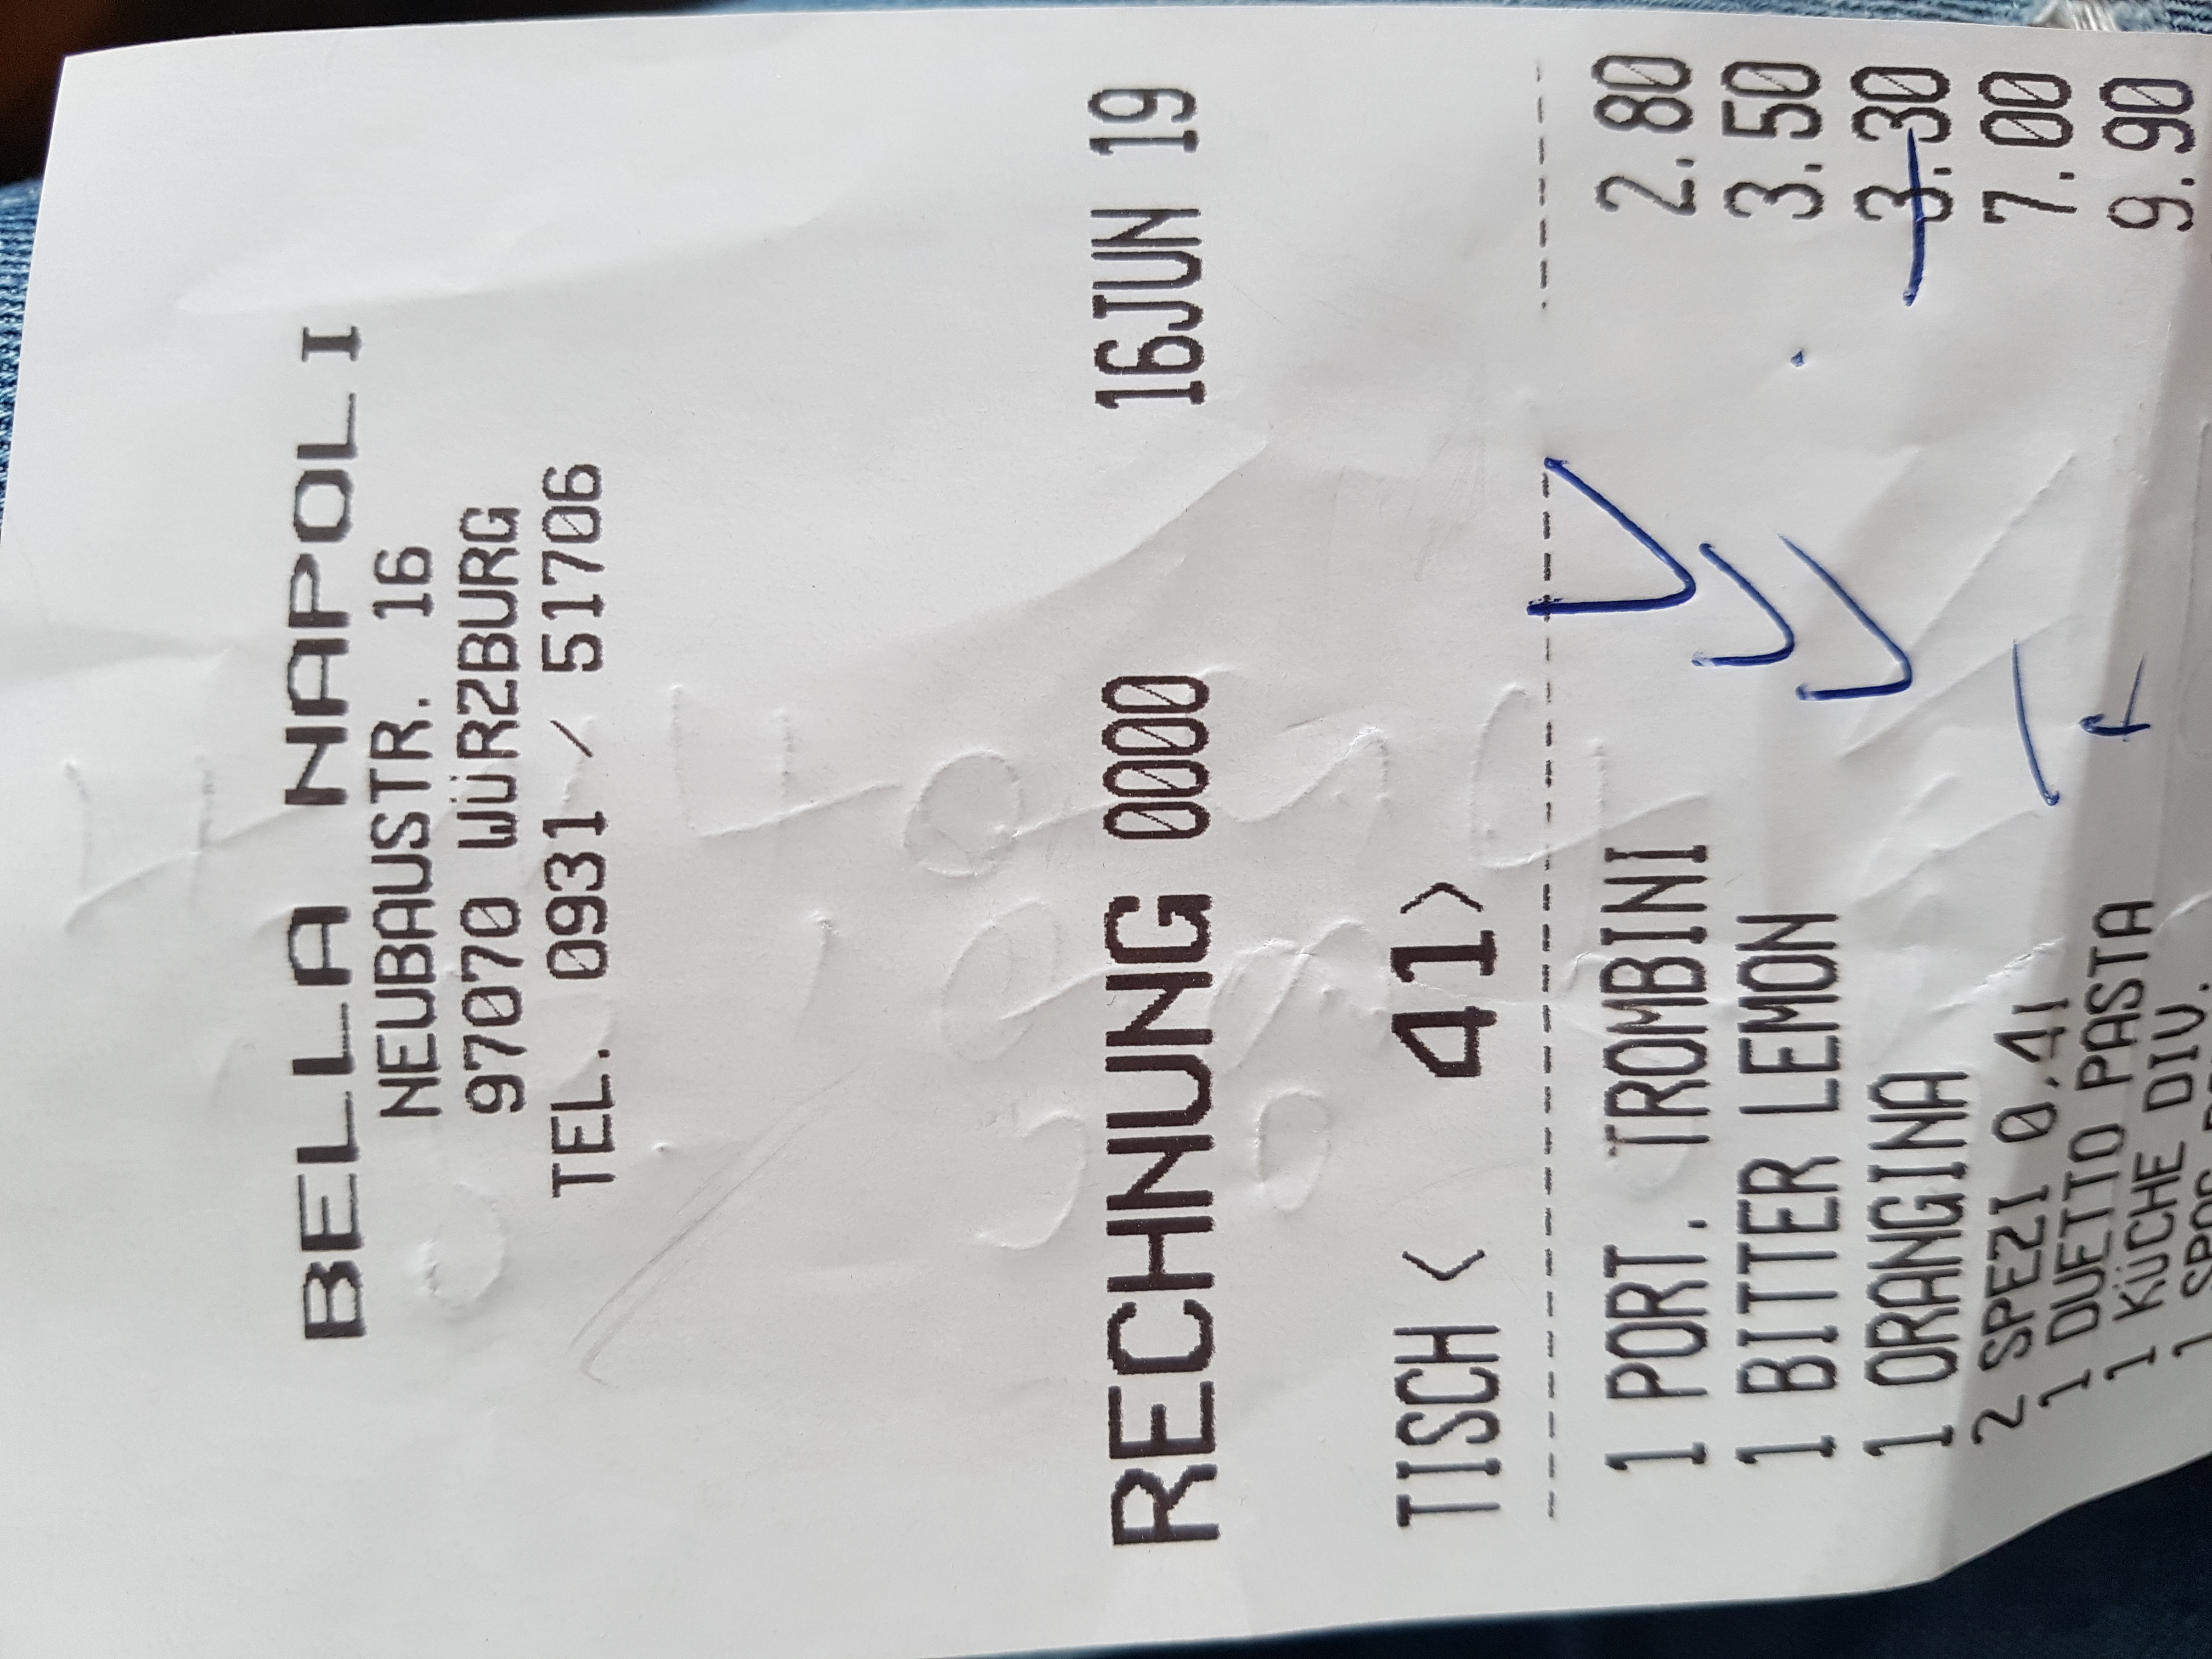 BELLA NAPOLI
NEUBAUSTR. 16
97070 WüRZBURG
TEL. 0931 / 51706
RECHNUNG 0000 16JUN 19
TISCH < 41>
1 PORT. TROMBINI 2.80
1 BITTER LEMON 3.50
1 ORANGINA 3.30
2 SPEZI 0,4l 7.00
1 DUETTO PASTA 9.90
1 KÜCHE DIV.
1